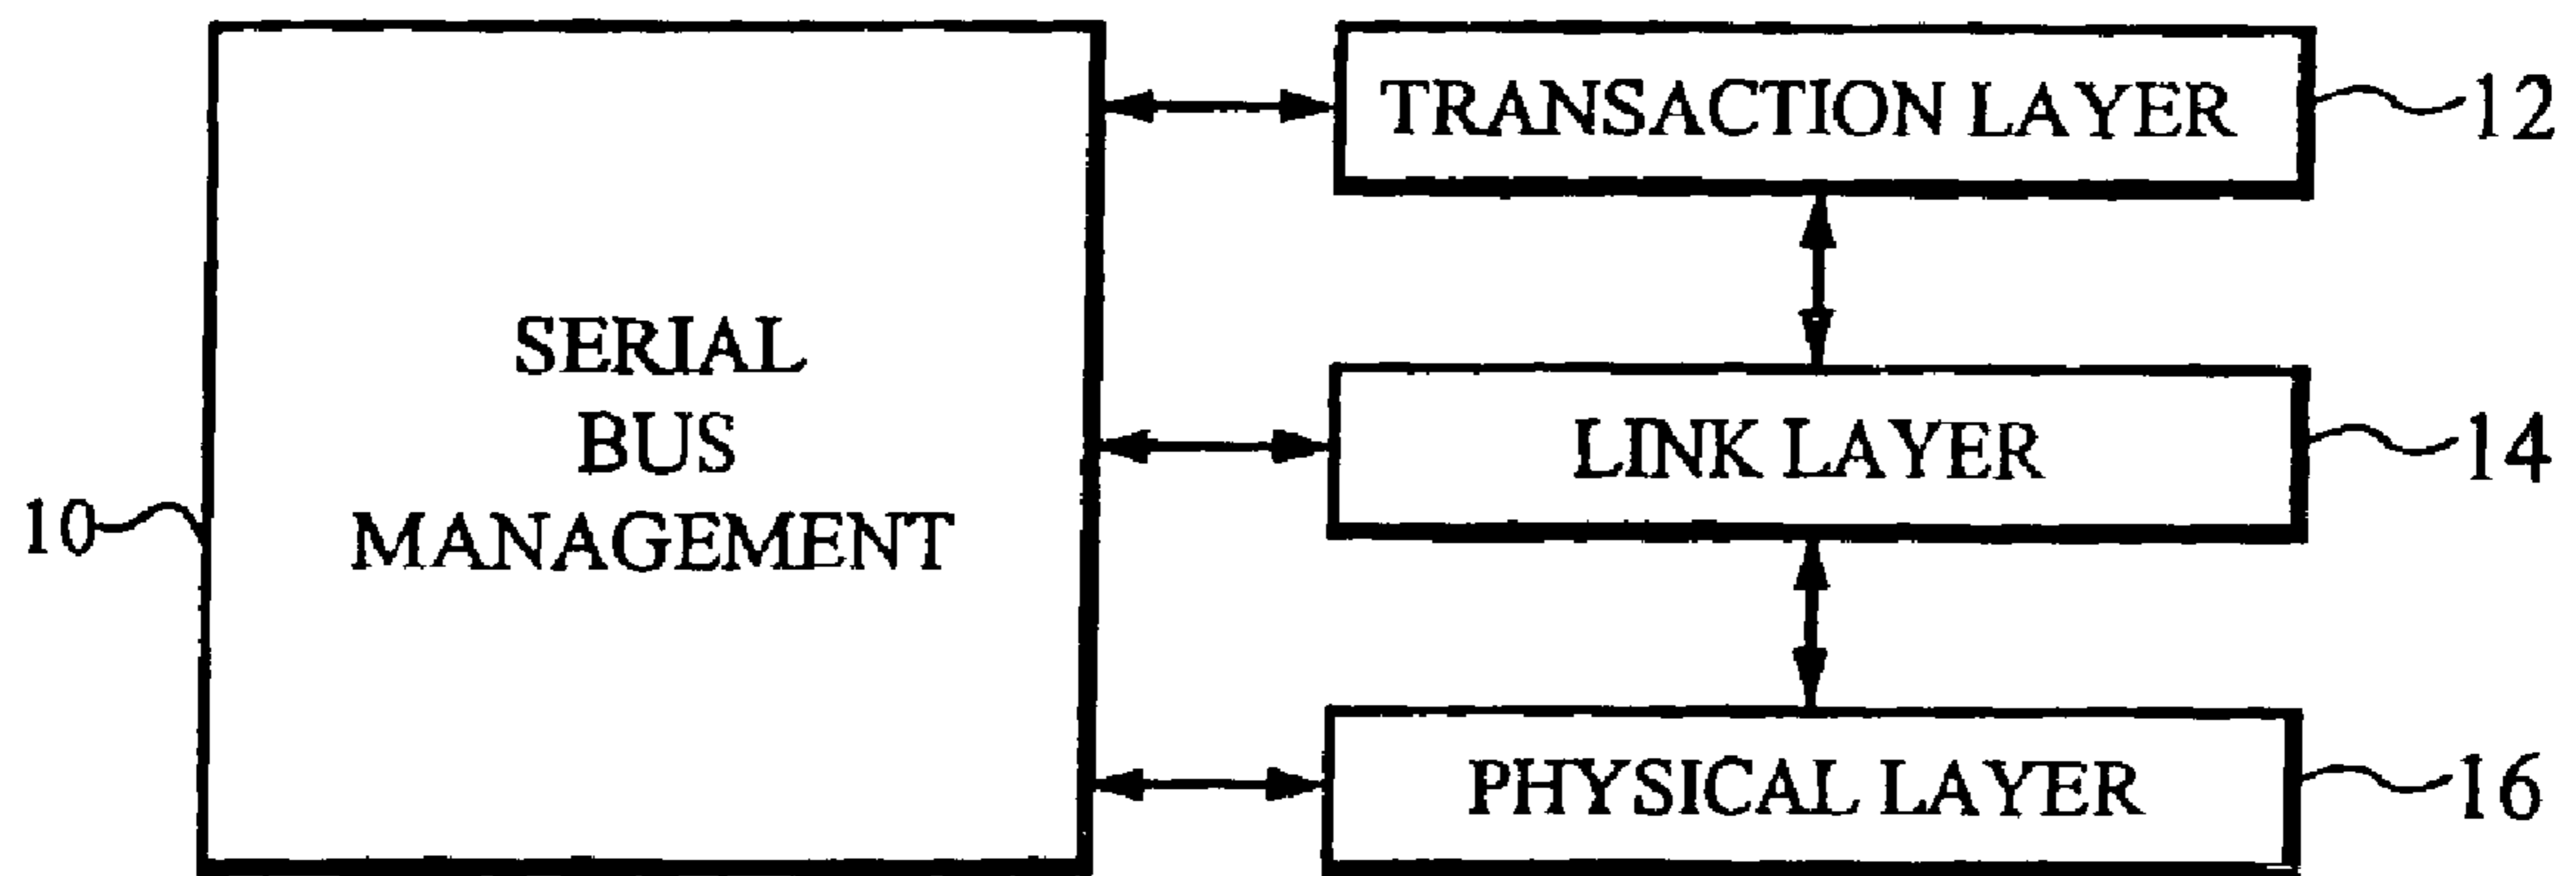 SERIAL
BUS
MANAGEMENT
10
TRANSACTION LAYER
12
LINK LAYER
14
PHYSICAL LAYER
16